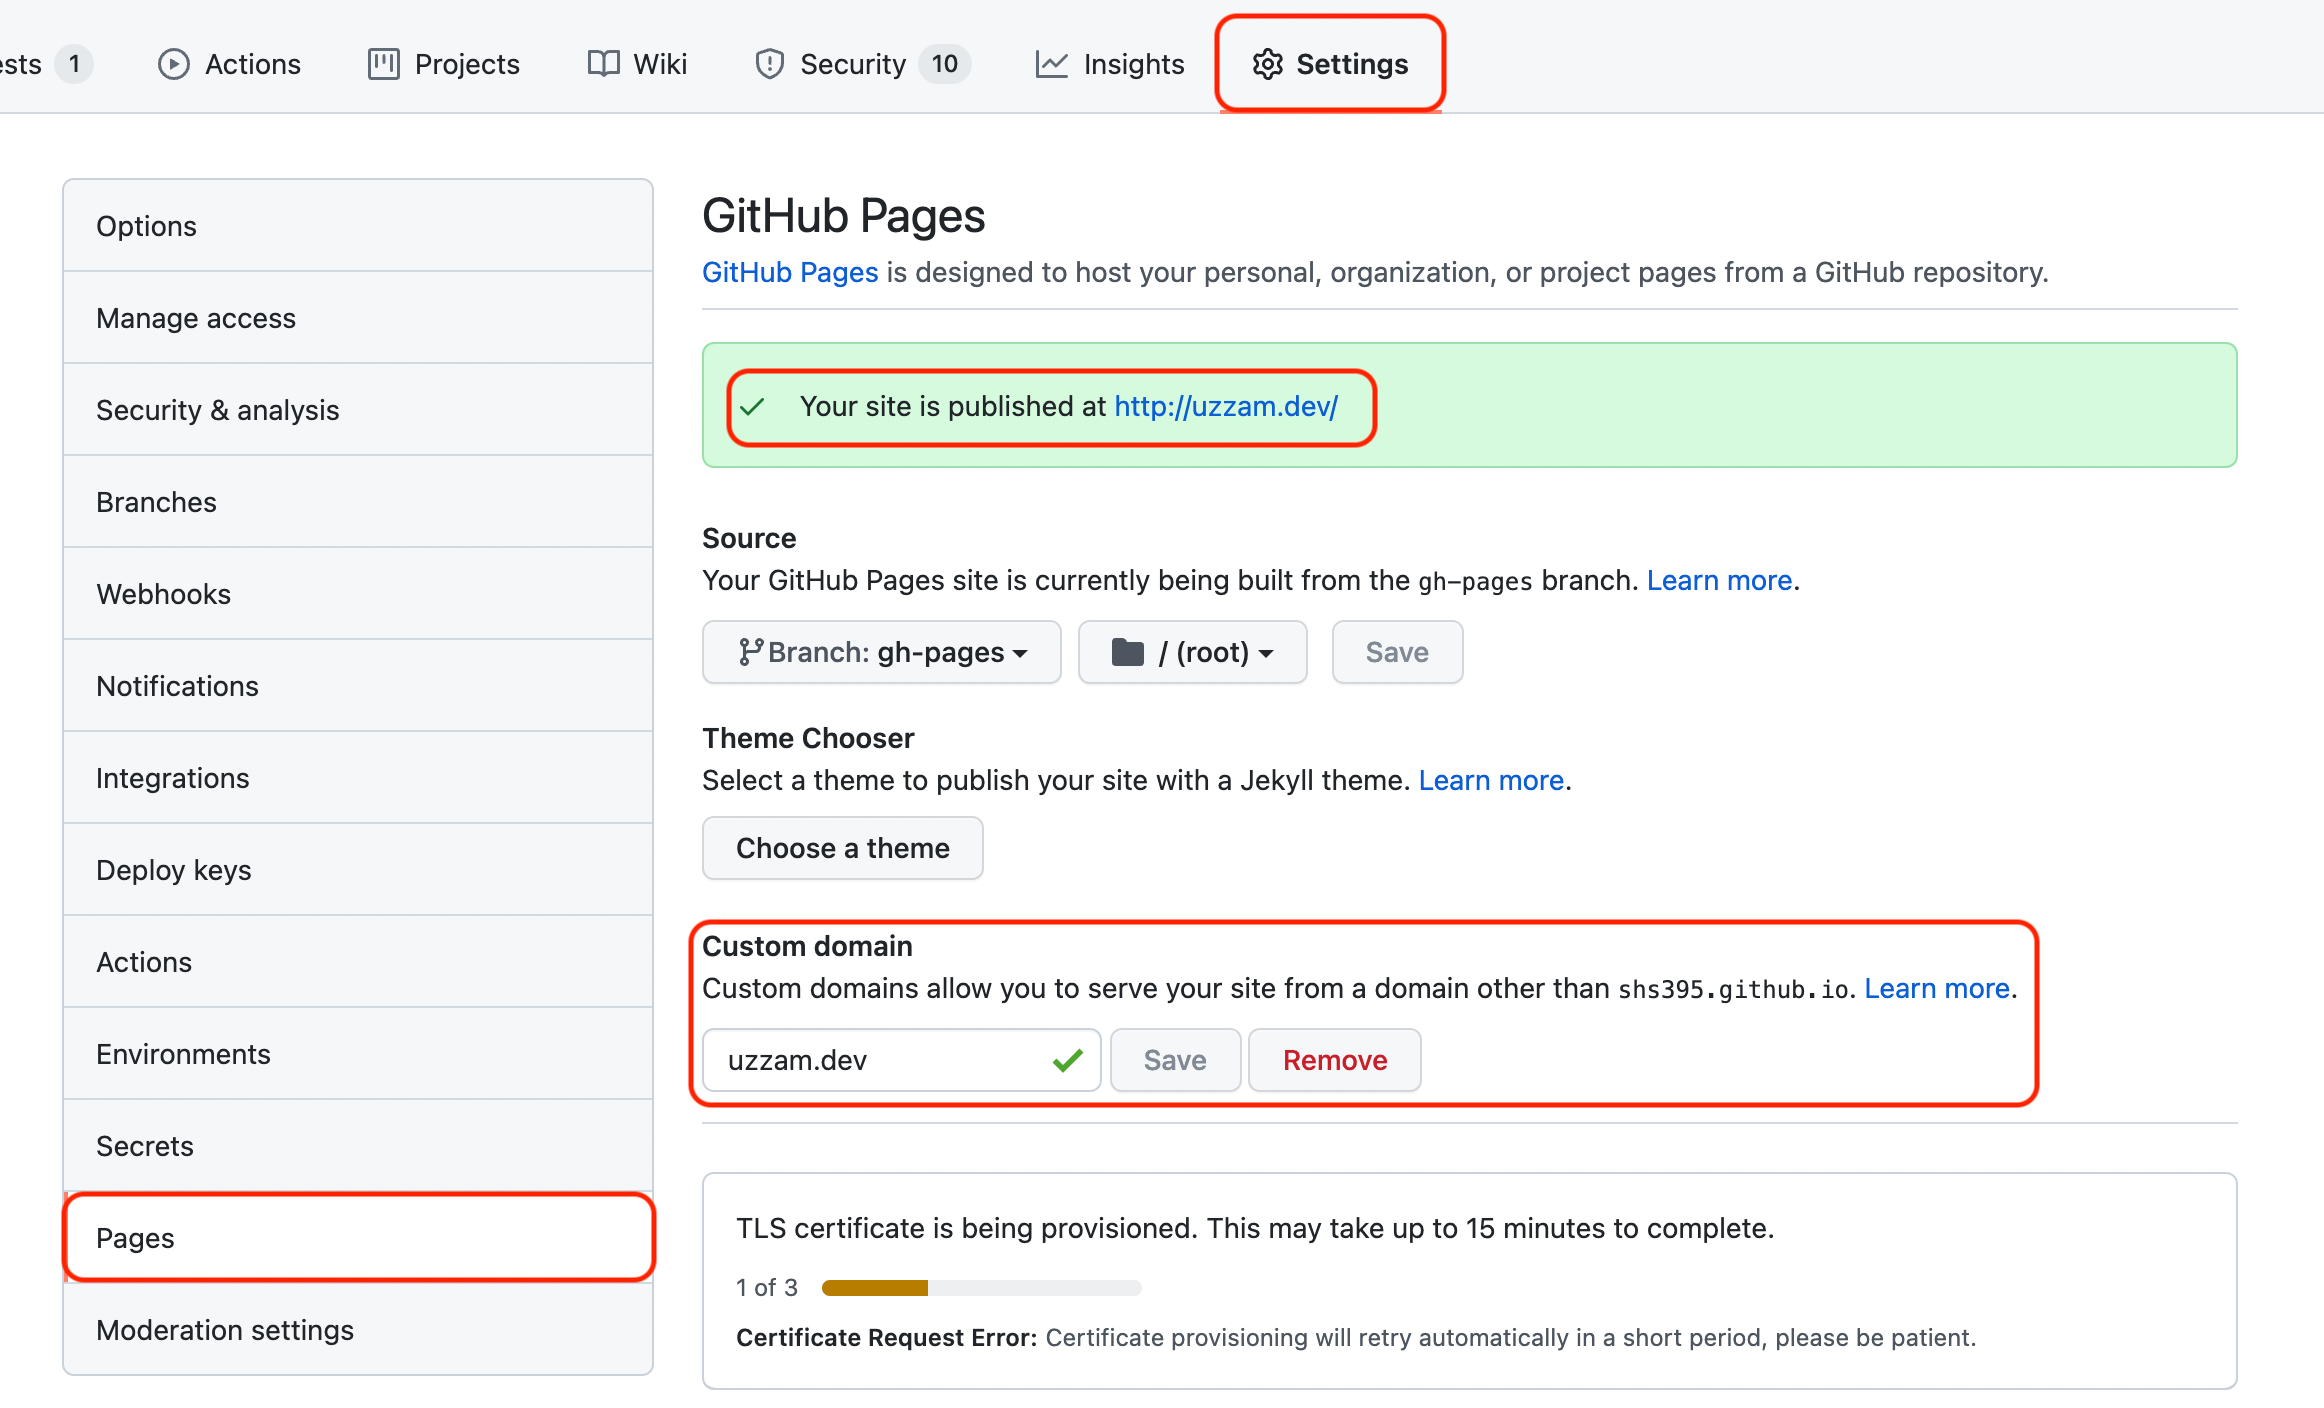 ests 1 Actions Projects Wiki Security 10 Insights Settings
Options
Manage access
Security & analysis
Branches
Webhooks
Notifications
Integrations
Deploy keys
Actions
Environments
Secrets
Pages
Moderation settings
GitHub Pages
GitHub Pages is designed to host your personal, organization, or project pages from a GitHub repository.
Your site is published at http://uzzam.dev/
Source
Your GitHub Pages site is currently being built from the gh-pages branch. Learn more.
Branch: gh-pages / (root) Save
Theme Chooser
Select a theme to publish your site with a Jekyll theme. Learn more.
Choose a theme
Custom domain
Custom domains allow you to serve your site from a domain other than shs395.github.io. Learn more.
uzzam.dev Save Remove
TLS certificate is being provisioned. This may take up to 15 minutes to complete.
1 of 3
Certificate Request Error: Certificate provisioning will retry automatically in a short period, please be patient.